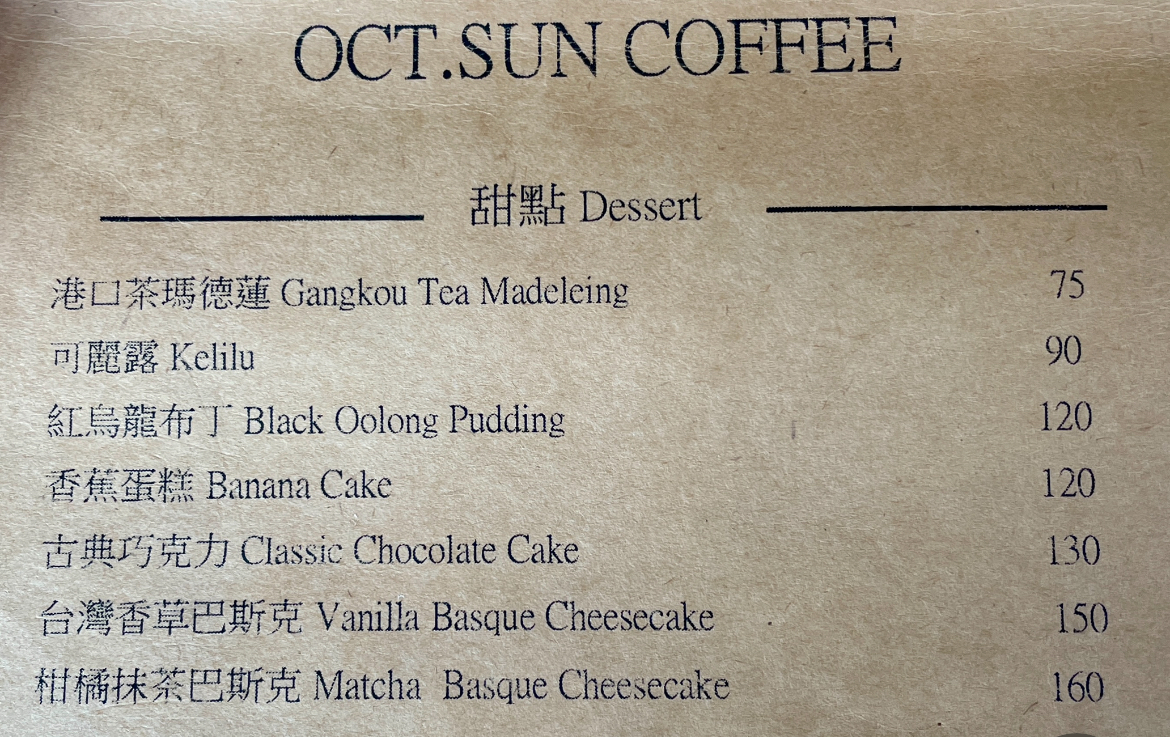 OCT.SUN COFFEE
甜點 Dessert
港口茶瑪德蓮 Gangkou Tea Madeleing 75
可麗露 Kelilu 90
紅烏龍布丁 Black Oolong Pudding 120
香蕉蛋糕 Banana Cake 120
古典巧克力 Classic Chocolate Cake 130
台灣香草巴斯克 Vanilla Basque Cheesecake 150
柑橘抹茶巴斯克 Matcha Basque Cheesecake 160